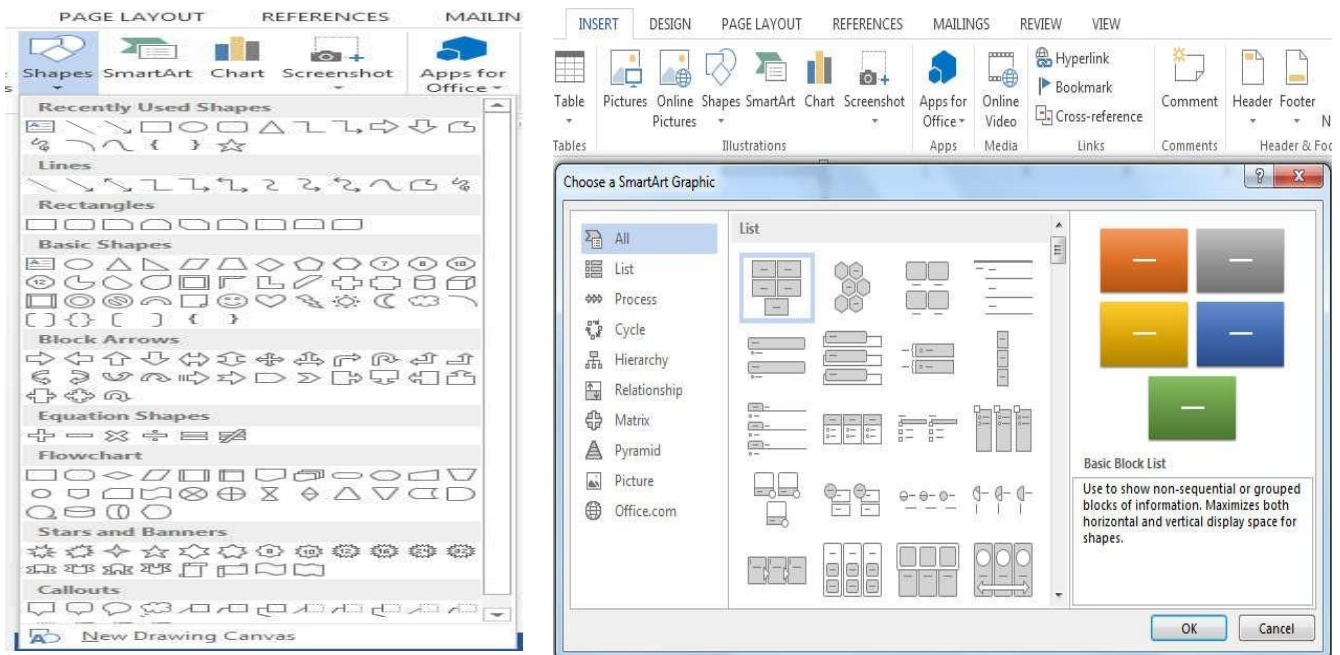 PAGE LAYOUT REFERENCES MAILIN
Shapes SmartArt Chart Screenshot Apps for
Office
Recently Used Shapes
Lines
Rectangles
Basic Shapes
Block Arrows
Equation Shapes
Flowchart
Stars and Banners
Callouts
New Drawing Canvas
INSERT DESIGN PAGE LAYOUT REFERENCES MAILINGS REVIEW VIEW
Table Pictures Online Pictures Shapes SmartArt Chart Screenshot Apps for Office Online Video Hyperlink Bookmark Cross-reference Comment Header Footer N
Tables Illustrations Apps Media Links Comments Header & Foo
Choose a SmartArt Graphic
All
List
Process
Cycle
Hierarchy
Relationship
Matrix
Pyramid
Picture
Office.com
List
Basic Block List
Use to show non-sequential or grouped
blocks of information. Maximizes both
horizontal and vertical display space for
shapes.
OK Cancel